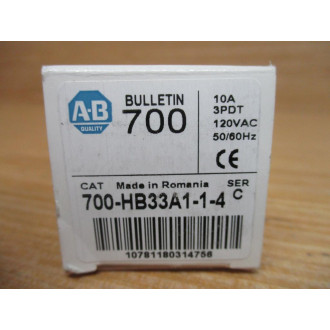 A-B
QUALITY
BULLETIN
700
10A
3PDT
120VAC
50/60Hz
CE
CAT Made in Romania SER
700-HB33A1-1-4 C
10781180314756